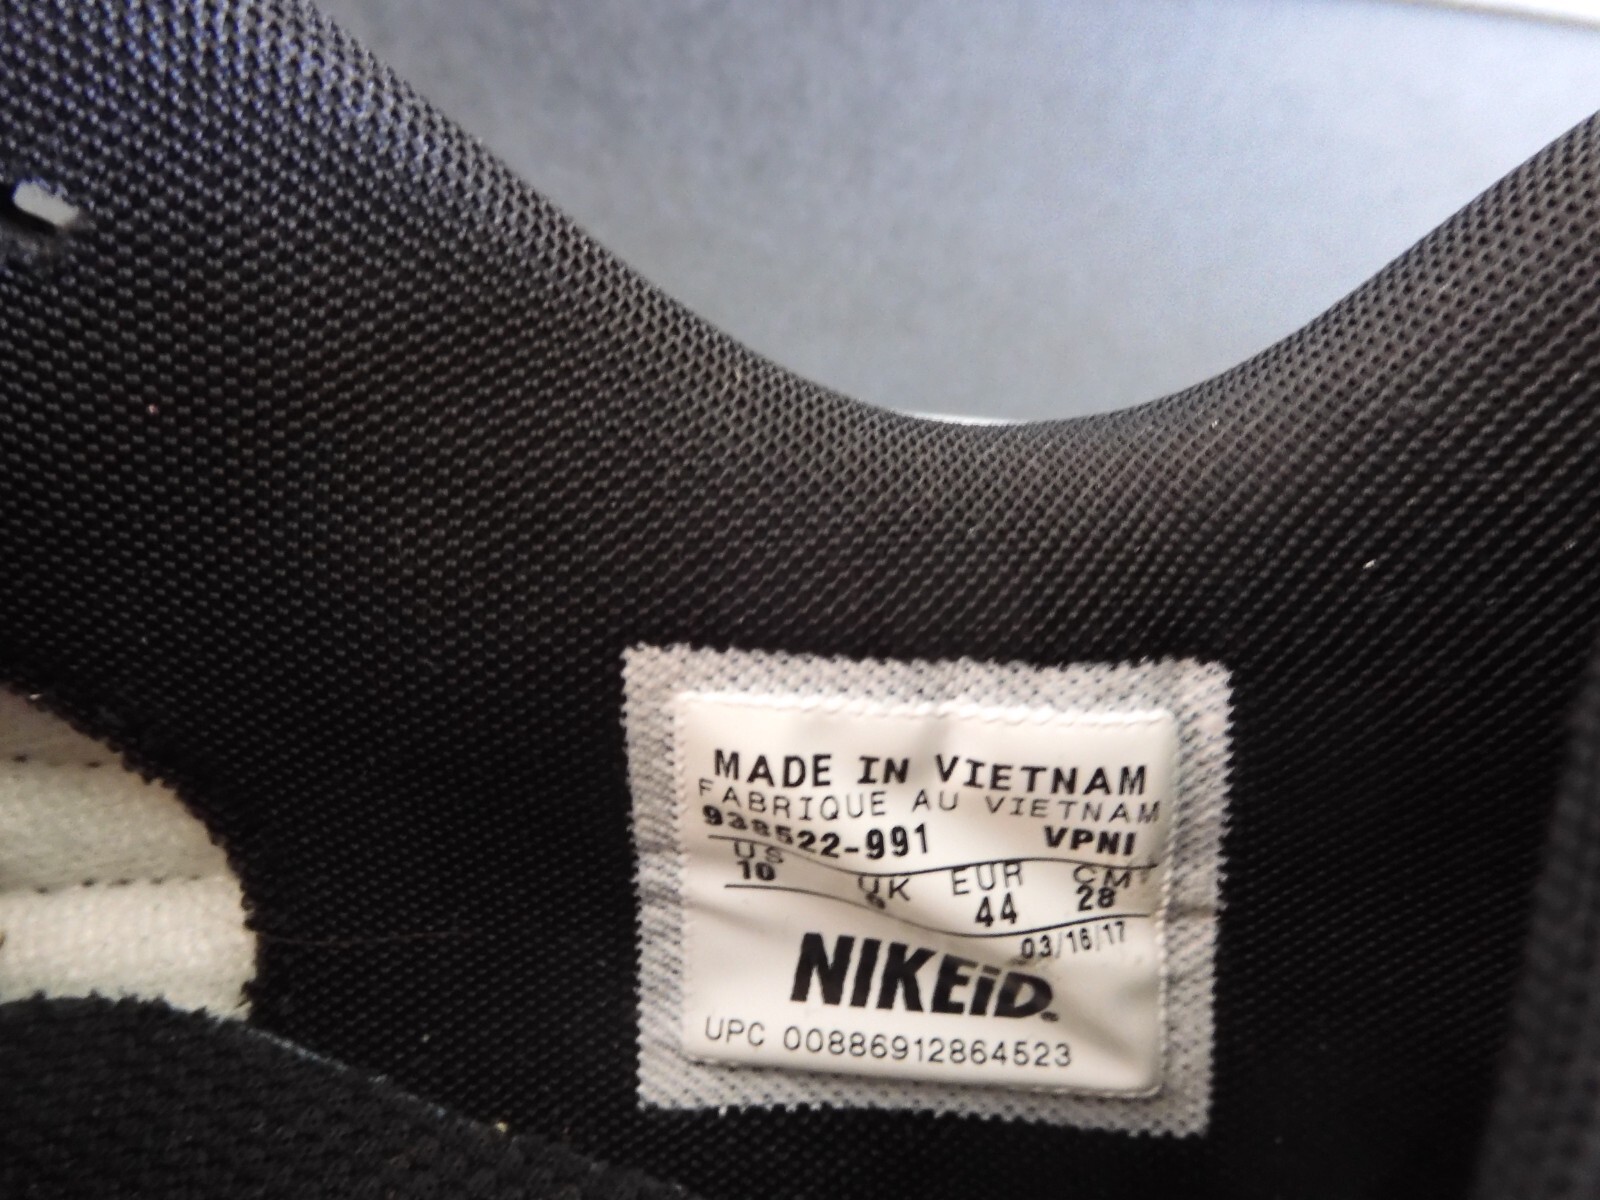 MADE IN VIETNAM
FABRIQUE AU VIETNAM
938522-991 VPNI
US UK EUR CM
10 9 44 28
03/16/17
NIKEiD.
UPC 00886912864523